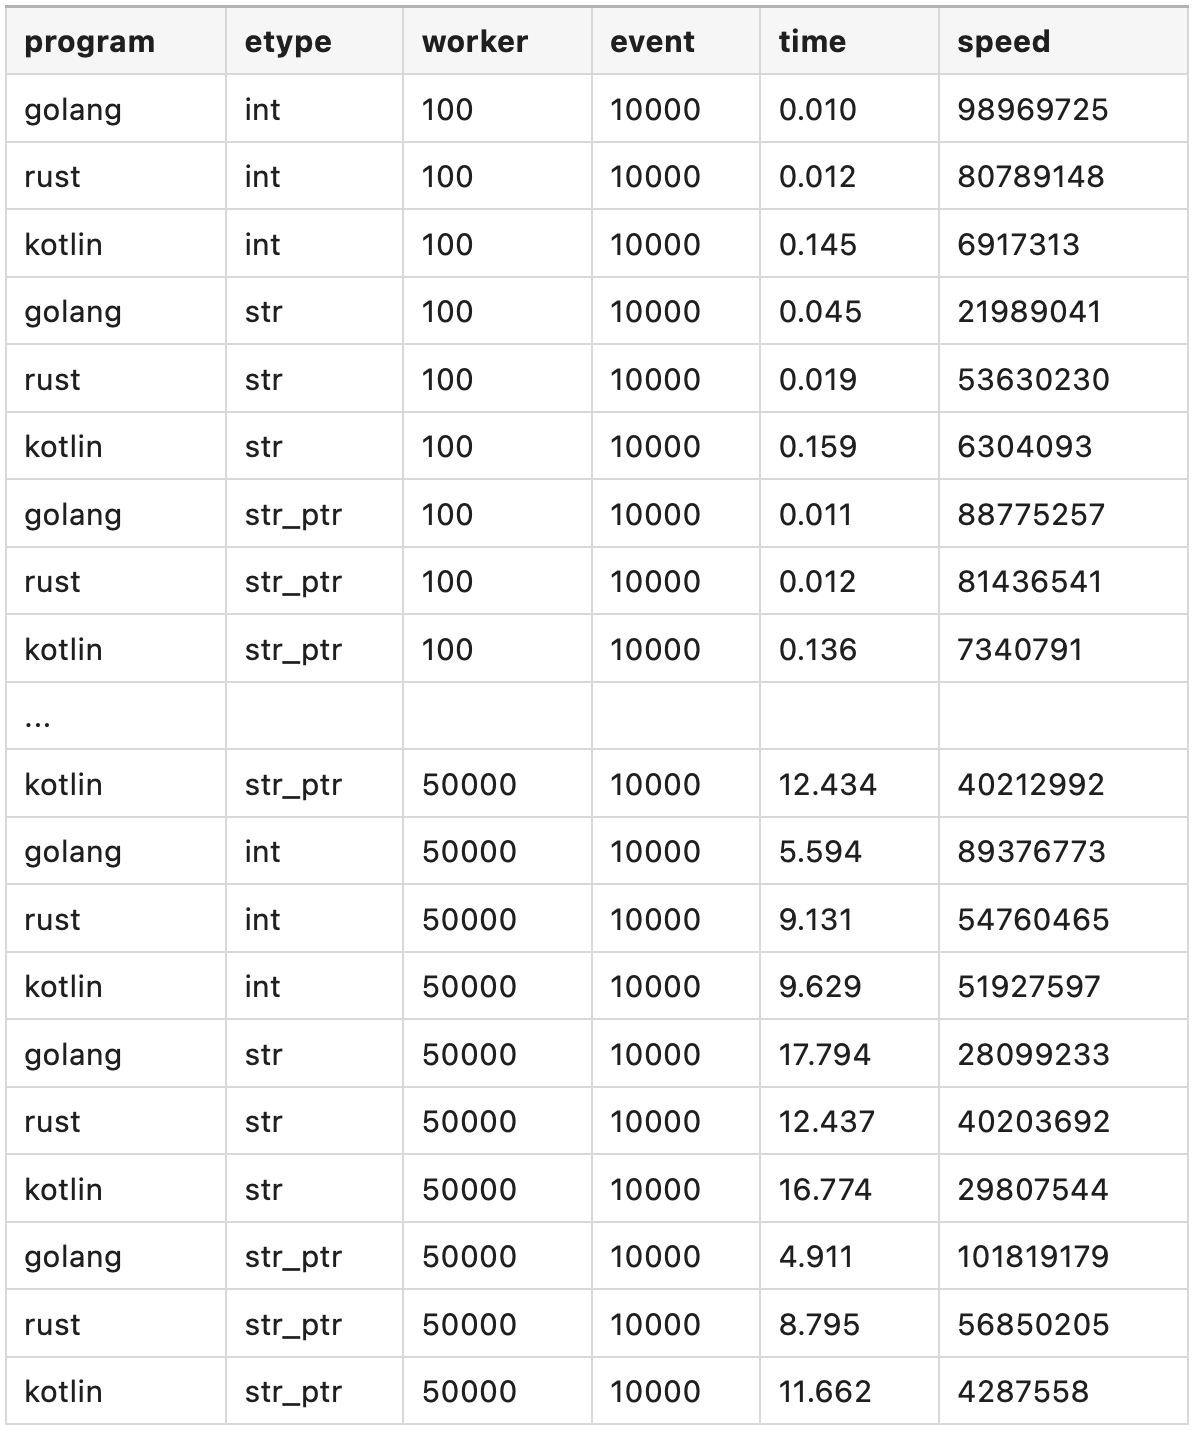 program etype worker event time speed
golang int 100 10000 0.010 98969725
rust int 100 10000 0.012 80789148
kotlin int 100 10000 0.145 6917313
golang str 100 10000 0.045 21989041
rust str 100 10000 0.019 53630230
kotlin str 100 10000 0.159 6304093
golang str_ptr 100 10000 0.011 88775257
rust str_ptr 100 10000 0.012 81436541
kotlin str_ptr 100 10000 0.136 7340791
...
kotlin str_ptr 50000 10000 12.434 40212992
golang int 50000 10000 5.594 89376773
rust int 50000 10000 9.131 54760465
kotlin int 50000 10000 9.629 51927597
golang str 50000 10000 17.794 28099233
rust str 50000 10000 12.437 40203692
kotlin str 50000 10000 16.774 29807544
golang str_ptr 50000 10000 4.911 101819179
rust str_ptr 50000 10000 8.795 56850205
kotlin str_ptr 50000 10000 11.662 4287558